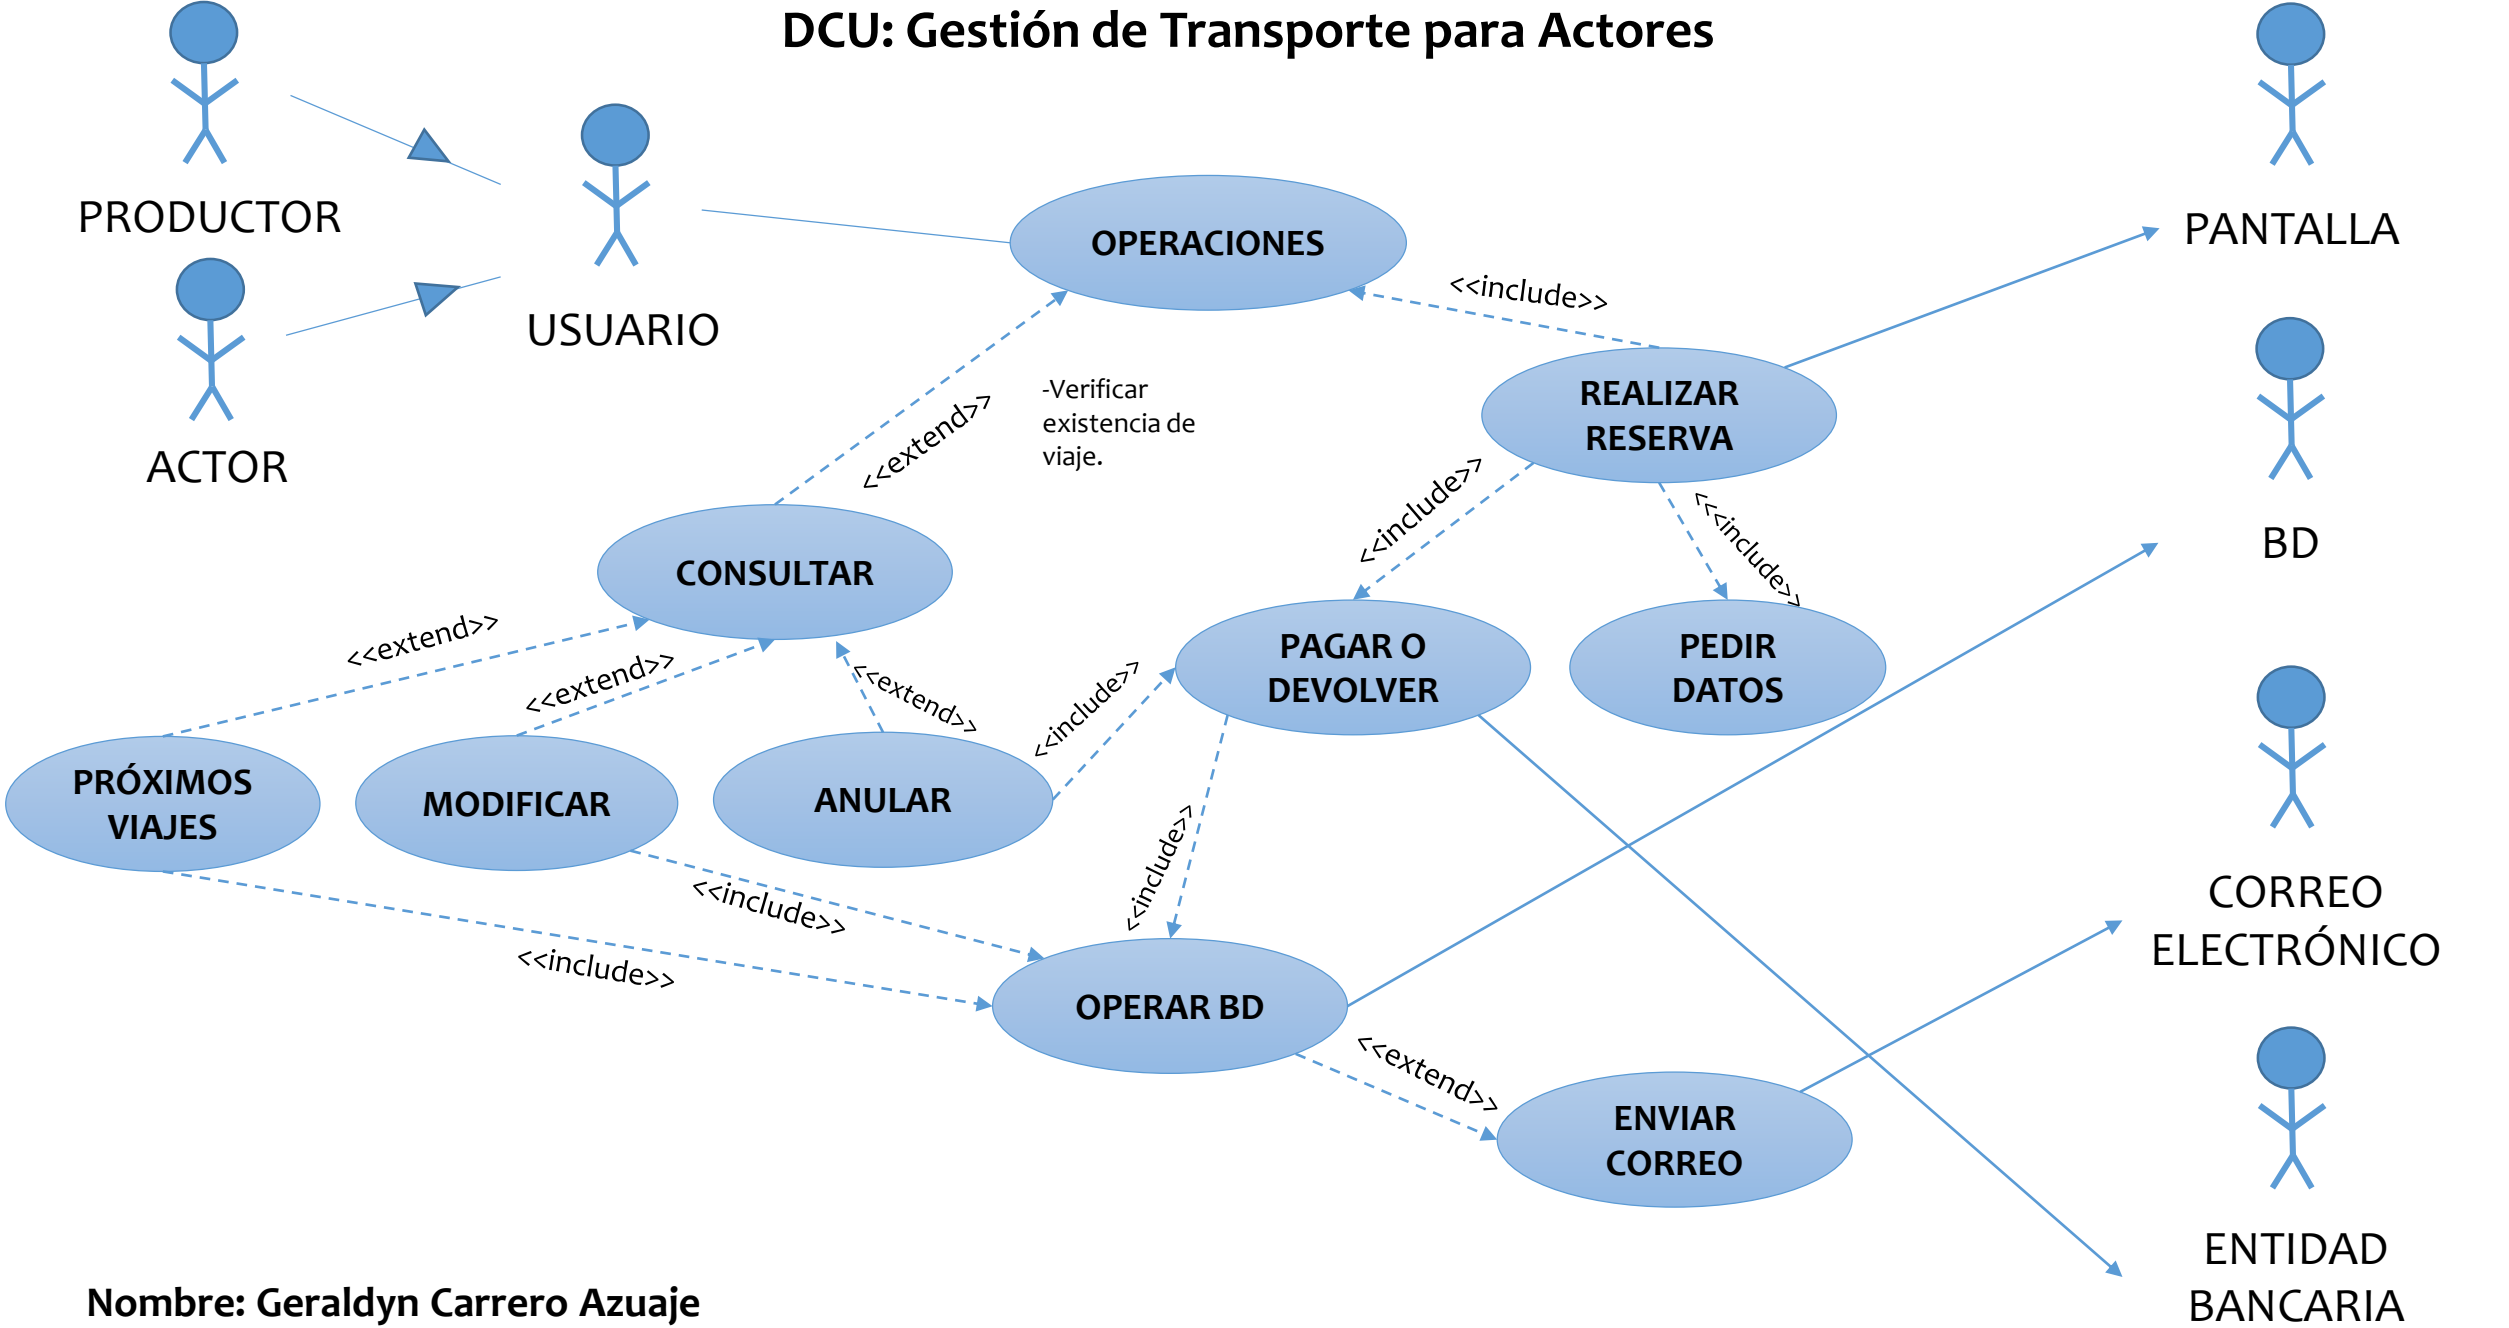 DCU: Gestión de Transporte para Actores
PRODUCTOR
USUARIO
ACTOR
OPERACIONES
PANTALLA
<<include>>
-Verificar
existencia de
viaje.
<<extend>>
REALIZAR
RESERVA
BD
<<include>>
<<include>>
CONSULTAR
<<extend>>
<<extend>>
<<extend>>
<<include>>
PAGAR O
DEVOLVER
PEDIR
DATOS
PRÓXIMOS
VIAJES
MODIFICAR
ANULAR
<<include>>
<<include>>
<<include>>
CORREO
ELECTRÓNICO
OPERAR BD
<<extend>>
ENVIAR
CORREO
ENTIDAD
BANCARIA
Nombre: Geraldyn Carrero Azuaje